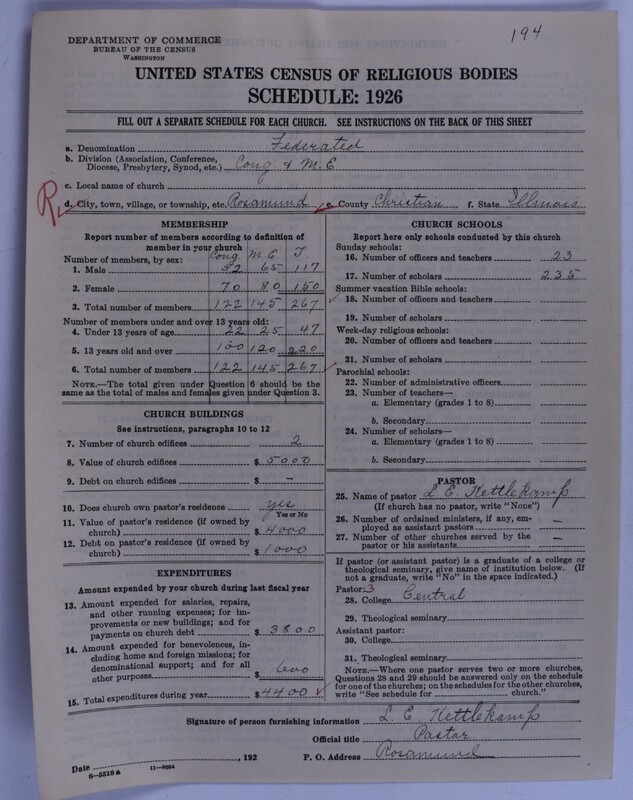 194
DEPARTMENT OF COMMERCE
BUREAU OF THE CENSUS
WASHINGTON
UNITED STATES CENSUS OF RELIGIOUS BODIES
SCHEDULE: 1926
FILL OUT A SEPARATE SCHEDULE FOR EACH CHURCH. SEE INSTRUCTIONS ON THE BACK OF THIS SHEET
a. Denomination Federated
b. Division (Association, Conference, Diocese, Presbytery, Synod, etc.) Cong & M. E
c. Local name of church
R d. City, town, village, or township, etc. Rosamund e. County Christian f. State Illinois
MEMBERSHIP
Report number of members according to definition of
member in your church
Cong. M. E T
Number of members, by sex:
1. Male 52 65 117
2. Female 70 80 150
3. Total number of members 122 145 267
Number of members under and over 13 years old:
4. Under 13 years of age 22 25 47
5. 13 years old and over 100 120 220
6. Total number of members 122 145 267
NOTE.—The total given under Question 6 should be the
same as the total of males and females given under Question 3.
CHURCH BUILDINGS
See instructions, paragraphs 10 to 12
7. Number of church edifices 2
8. Value of church edifices $ 5000
9. Debt on church edifices $ –
10. Does church own pastor's residence yes
Yes or No
11. Value of pastor's residence (if owned by
church) $ 4000
12. Debt on pastor's residence (if owned by
church) $ 1000
EXPENDITURES
Amount expended by your church during last fiscal year
13. Amount expended for salaries, repairs,
and other running expenses; for im-
provements or new buildings; and for
payments on church debt $ 3800
14. Amount expended for benevolences, in-
cluding home and foreign missions; for
denominational support; and for all
other purposes $ 600
15. Total expenditures during year $ 4400
CHURCH SCHOOLS
Report here only schools conducted by this church
Sunday schools:
16. Number of officers and teachers 23
17. Number of scholars 235
Summer vacation Bible schools:
18. Number of officers and teachers
19. Number of scholars
Week-day religious schools:
20. Number of officers and teachers
21. Number of scholars
Parochial schools:
22. Number of administrative officers
23. Number of teachers—
a. Elementary (grades 1 to 8)
b. Secondary
24. Number of scholars—
a. Elementary (grades 1 to 8)
b. Secondary
PASTOR
25. Name of pastor L. E. Kettlekamp
(If church has no pastor, write "None")
26. Number of ordained ministers, if any, em-
ployed as assistant pastors –
27. Number of other churches served by the
pastor or his assistants –
If pastor (or assistant pastor) is a graduate of a college or
theological seminary, give name of institution below. (If
not a graduate, write "No" in the space indicated.)
Pastor: 3
28. College Central
29. Theological seminary
Assistant pastor:
30. College
31. Theological seminary
NOTE.—Where one pastor serves two or more churches,
Questions 28 and 29 should be answered only on the schedule
for one of the churches; on the schedules for the other churches,
write "See schedule for church."
Signature of person furnishing information L. E. Kettlekamp
Official title Pastor
Date , 192 P. O. Address Rosamund
8-5518a 11-9054